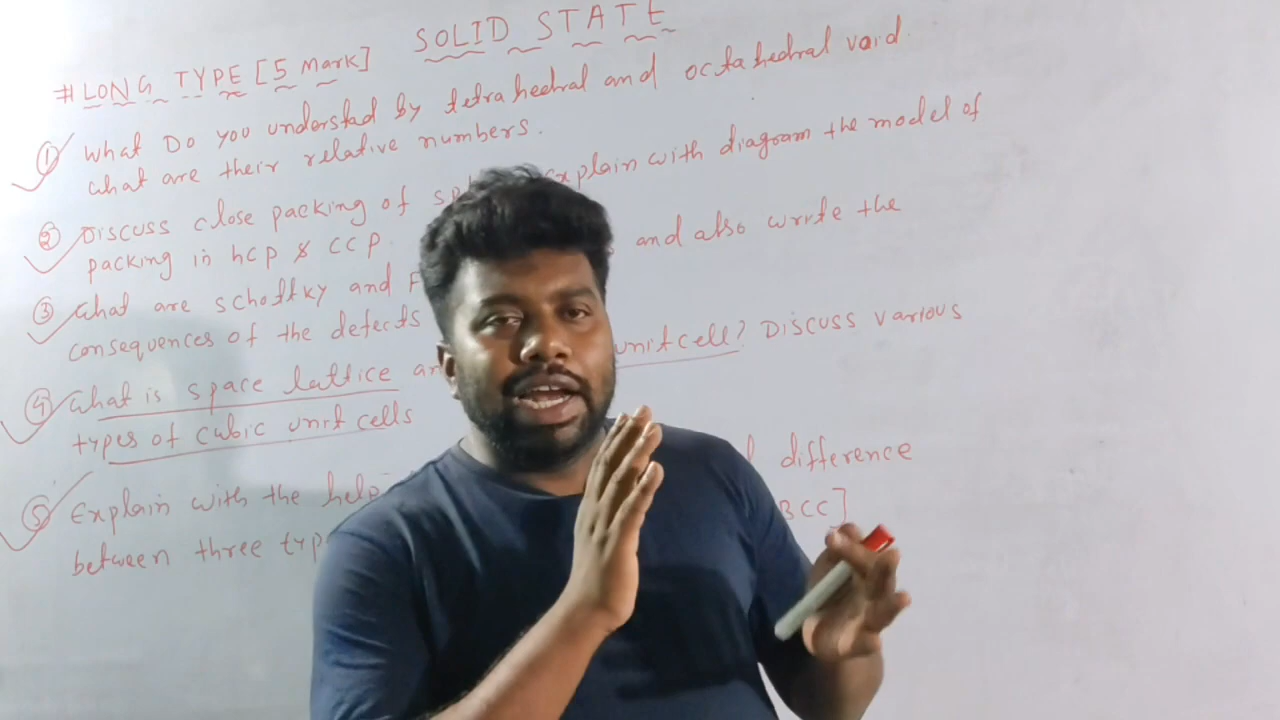 SOLID STATE
# LONG TYPE [5 Mark]
① What Do you understad by tetrahedral and octahedral void.
What are their relative numbers.
② Discuss close packing of explain with diagram the model of
packing in hcp & CCP.
③ What are schottky and and also write the
consequences of the defects
④ What is space lattice unit cell? Discuss various
types of cubic unit cells
⑤ Explain with the help difference
between three BCC]